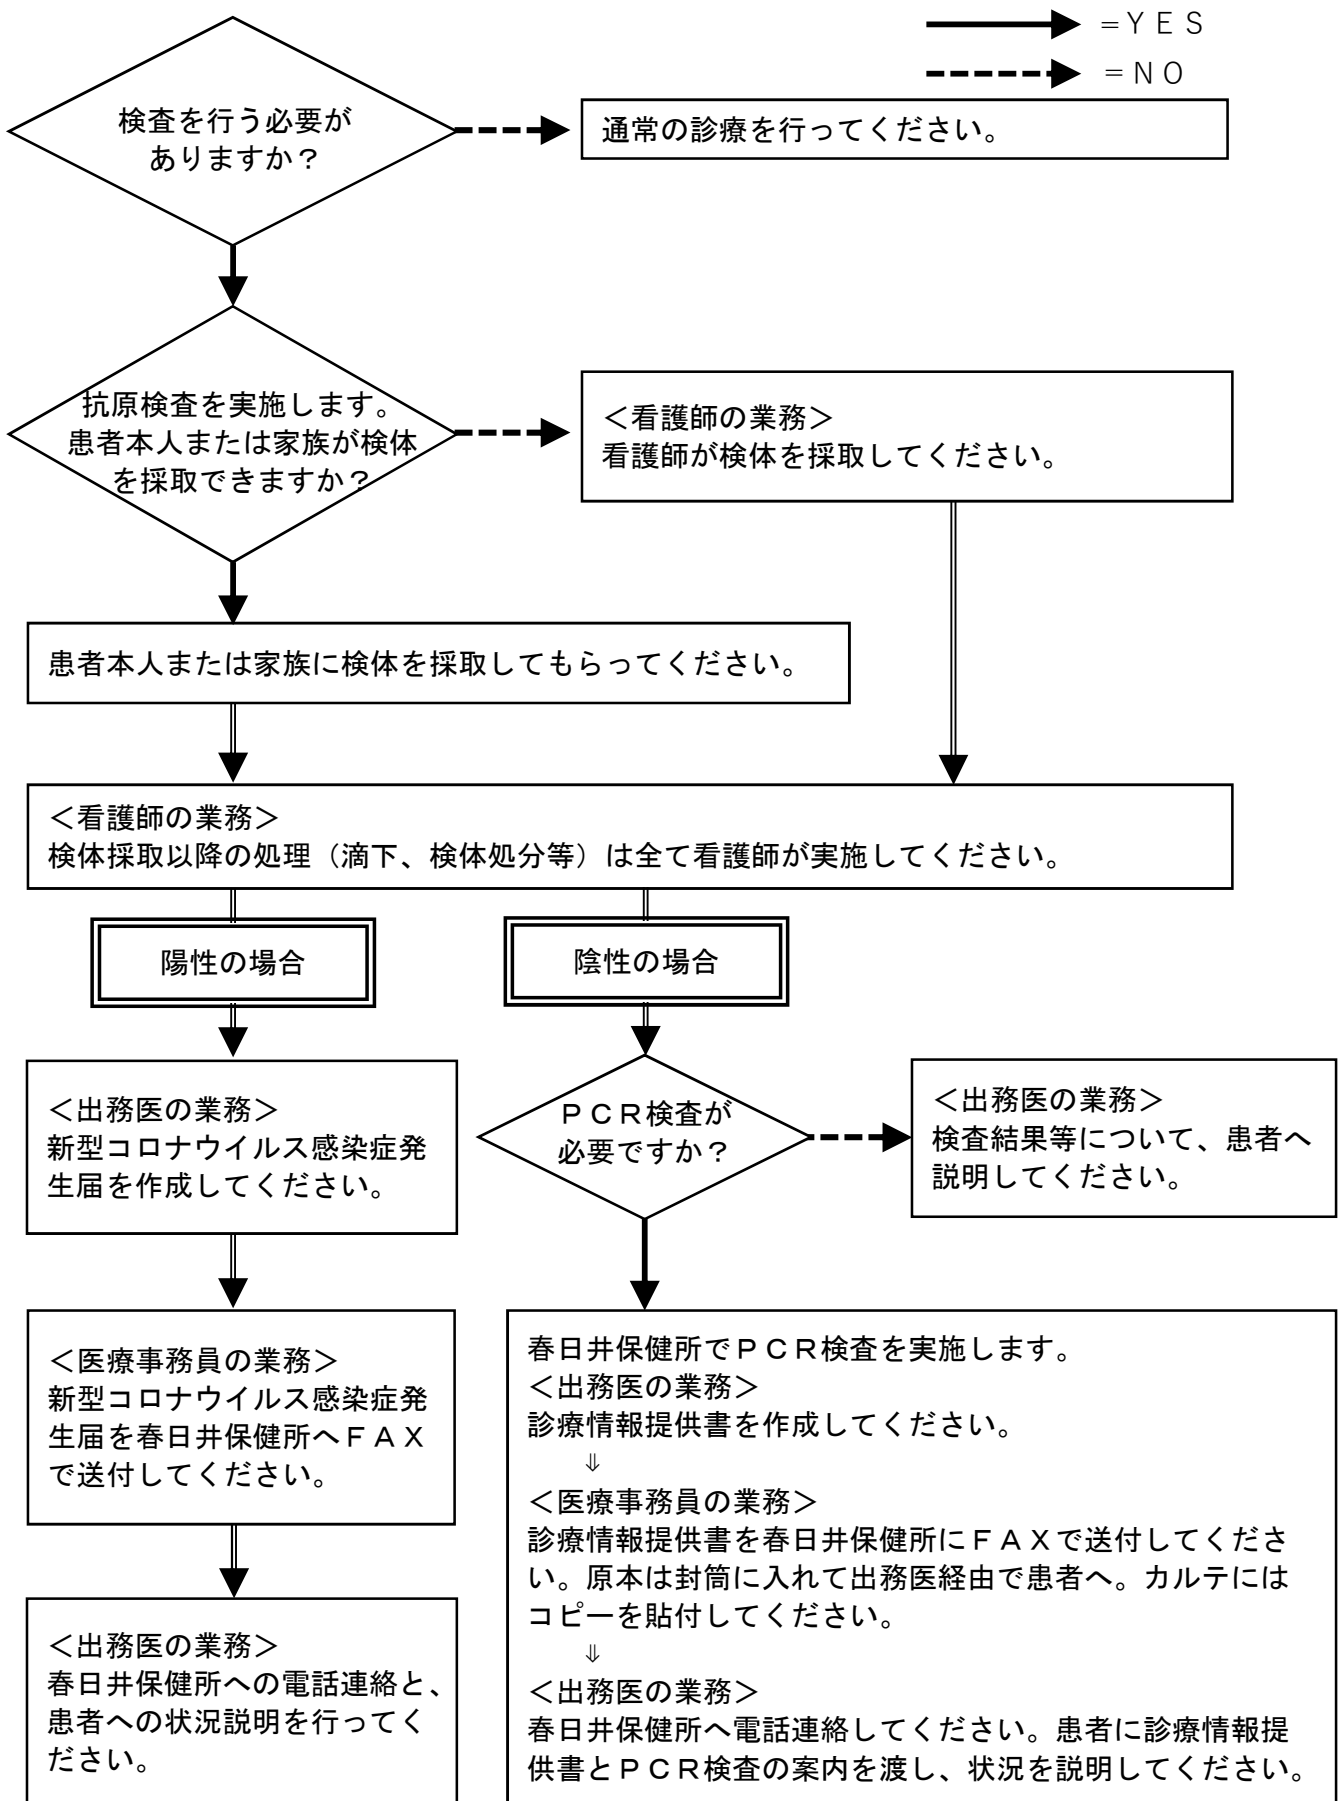 ＝ＹＥＳ
＝ＮＯ
検査を行う必要が
ありますか？
通常の診療を行ってください。
抗原検査を実施します。
患者本人または家族が検体
を採取できますか？
＜看護師の業務＞
看護師が検体を採取してください。
患者本人または家族に検体を採取してもらってください。
＜看護師の業務＞
検体採取以降の処理（滴下、検体処分等）は全て看護師が実施してください。
陽性の場合
陰性の場合
＜出務医の業務＞
新型コロナウイルス感染症発
生届を作成してください。
ＰＣＲ検査が
必要ですか？
＜出務医の業務＞
検査結果等について、患者へ
説明してください。
＜医療事務員の業務＞
新型コロナウイルス感染症発
生届を春日井保健所へＦＡＸ
で送付してください。
＜出務医の業務＞
春日井保健所への電話連絡と、
患者への状況説明を行ってく
ださい。
春日井保健所でＰＣＲ検査を実施します。
＜出務医の業務＞
診療情報提供書を作成してください。
⇓
＜医療事務員の業務＞
診療情報提供書を春日井保健所にＦＡＸで送付してくださ
い。原本は封筒に入れて出務医経由で患者へ。カルテには
コピーを貼付してください。
⇓
＜出務医の業務＞
春日井保健所へ電話連絡してください。患者に診療情報提
供書とＰＣＲ検査の案内を渡し、状況を説明してください。